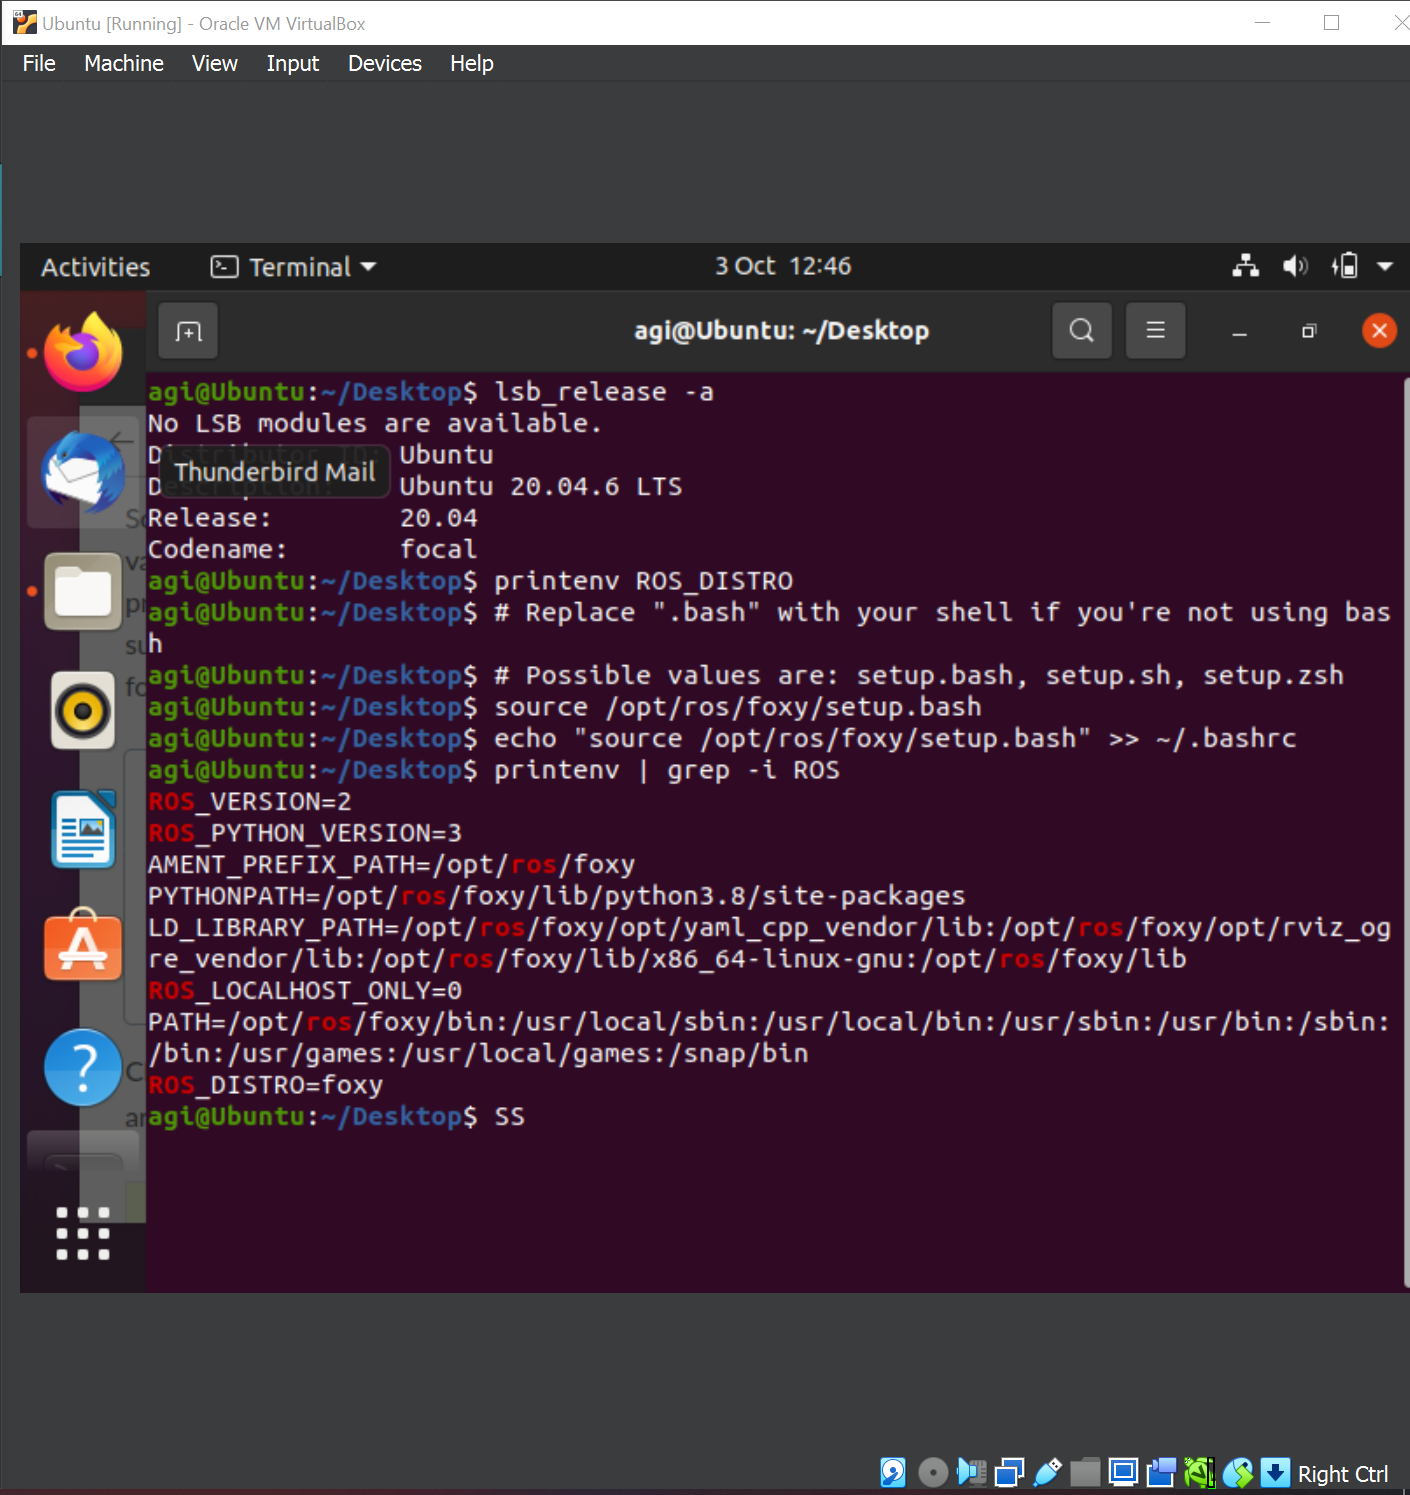 Ubuntu [Running] - Oracle VM VirtualBox
File Machine View Input Devices Help
Activities Terminal 3 Oct 12:46
agi@Ubuntu: ~/Desktop
agi@Ubuntu:~/Desktop$ lsb_release -a
No LSB modules are available.
Distributor ID: Ubuntu
Thunderbird Mail
Description: Ubuntu 20.04.6 LTS
Release: 20.04
Codename: focal
agi@Ubuntu:~/Desktop$ printenv ROS_DISTRO
agi@Ubuntu:~/Desktop$ # Replace ".bash" with your shell if you're not using bas
h
agi@Ubuntu:~/Desktop$ # Possible values are: setup.bash, setup.sh, setup.zsh
agi@Ubuntu:~/Desktop$ source /opt/ros/foxy/setup.bash
agi@Ubuntu:~/Desktop$ echo "source /opt/ros/foxy/setup.bash" >> ~/.bashrc
agi@Ubuntu:~/Desktop$ printenv | grep -i ROS
ROS_VERSION=2
ROS_PYTHON_VERSION=3
AMENT_PREFIX_PATH=/opt/ros/foxy
PYTHONPATH=/opt/ros/foxy/lib/python3.8/site-packages
LD_LIBRARY_PATH=/opt/ros/foxy/opt/yaml_cpp_vendor/lib:/opt/ros/foxy/opt/rviz_og
re_vendor/lib:/opt/ros/foxy/lib/x86_64-linux-gnu:/opt/ros/foxy/lib
ROS_LOCALHOST_ONLY=0
PATH=/opt/ros/foxy/bin:/usr/local/sbin:/usr/local/bin:/usr/sbin:/usr/bin:/sbin:
/bin:/usr/games:/usr/local/games:/snap/bin
ROS_DISTRO=foxy
agi@Ubuntu:~/Desktop$ SS
Right Ctrl